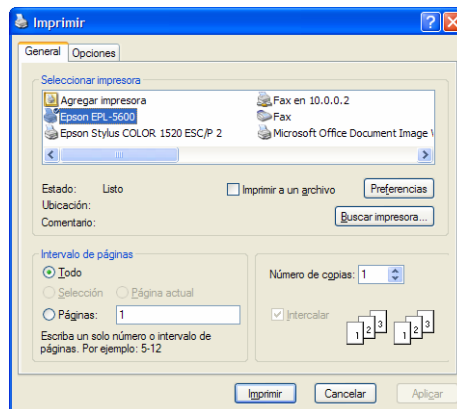 Imprimir
General Opciones
Seleccionar impresora
Agregar impresora Fax en 10.0.0.2
Epson EPL-5600 Fax
Epson Stylus COLOR 1520 ESC/P 2 Microsoft Office Document Image
Estado: Listo Imprimir a un archivo Preferencias
Ubicación:
Comentario: Buscar impresora...
Intervalo de páginas
Todo Número de copias: 1
Selección Página actual
Páginas: 1 Intercalar 1 2 3 1 2 3
Escriba un solo número o intervalo de
páginas. Por ejemplo: 5-12
Imprimir Cancelar Aplicar